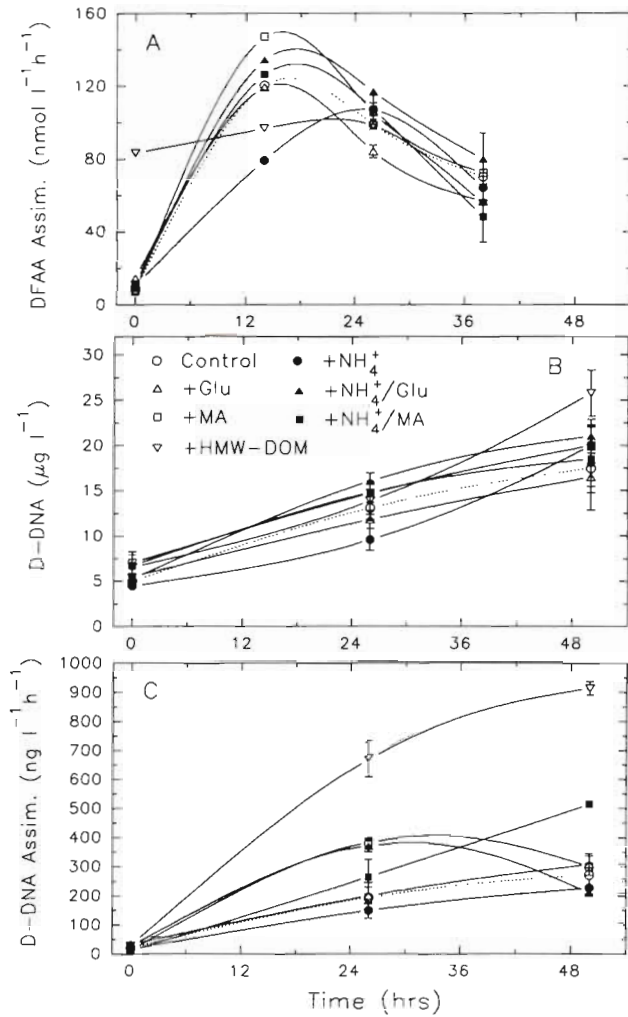 A
DFAA Assim. (nmol l⁻¹h⁻¹)
160
120
80
40
0
0 12 24 36 48
B
D-DNA (μg l⁻¹)
30
25
20
15
10
5
0
Control
+Glu
+MA
+HMW-DOM
+NH₄⁺
+NH₄⁺/Glu
+NH₄⁺/MA
0 12 24 36 48
C
D-DNA Assim. (ng l⁻¹h⁻¹)
1000
900
800
700
600
500
400
300
200
100
0
0 12 24 36 48
Time (hrs)